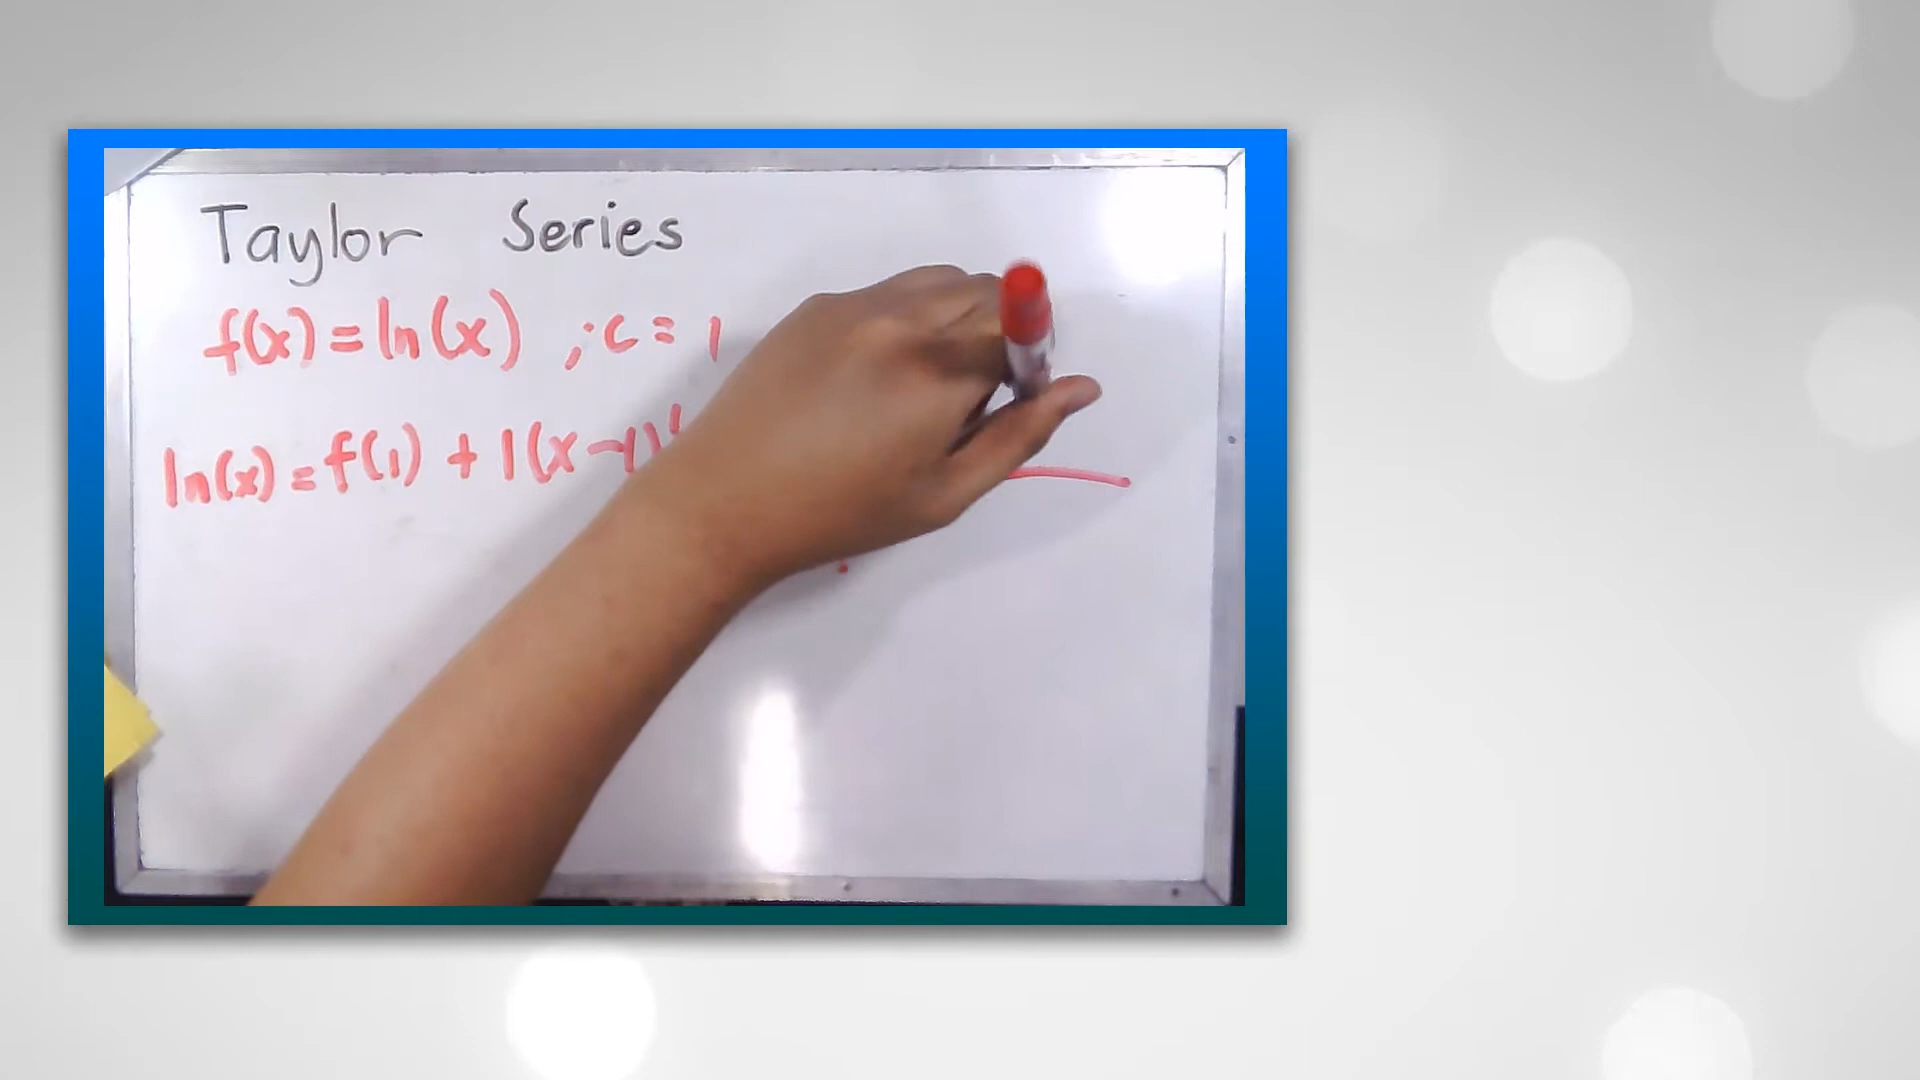 Taylor Series
f(x) = ln(x) ; c = 1
ln(x) = f(1) + 1(x-1)